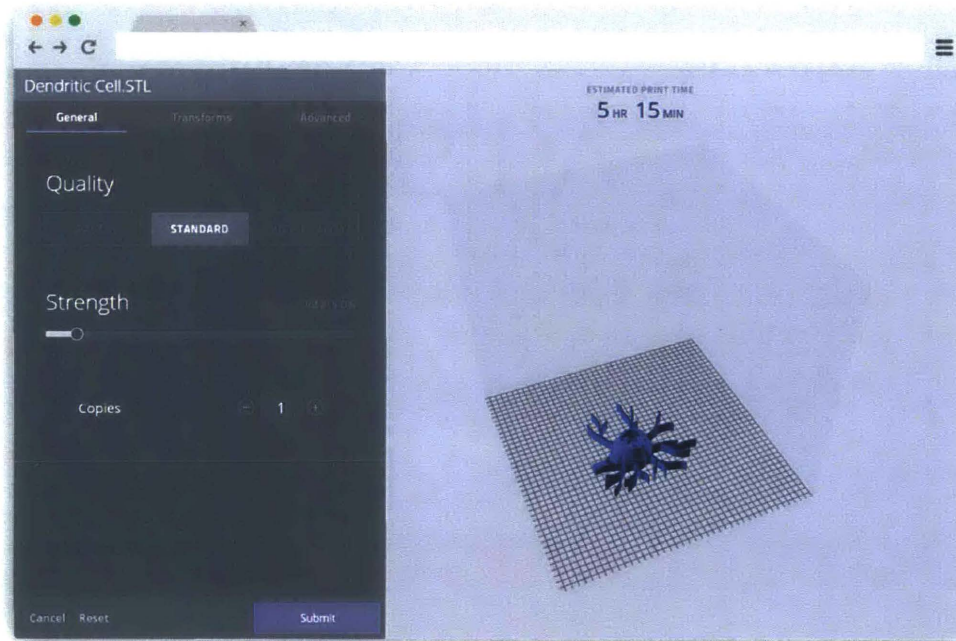 Dendritic Cell.STL
General Transforms Advanced
Quality
STANDARD
Strength
Copies 1
Cancel Reset Submit
ESTIMATED PRINT TIME
5 HR 15 MIN